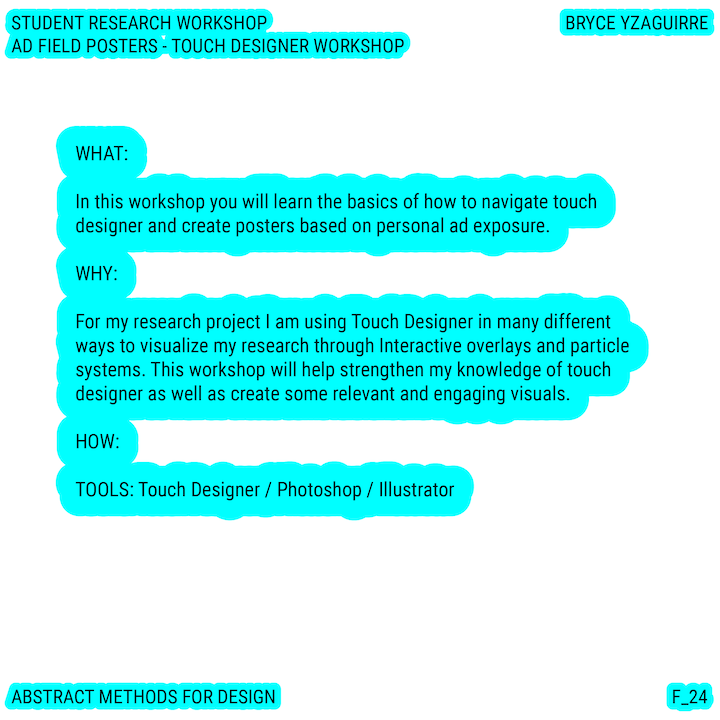 STUDENT RESEARCH WORKSHOP
BRYCE YZAGUIRRE
AD FIELD POSTERS - TOUCH DESIGNER WORKSHOP
WHAT:
In this workshop you will learn the basics of how to navigate touch
designer and create posters based on personal ad exposure.
WHY:
For my research project I am using Touch Designer in many different
ways to visualize my research through Interactive overlays and particle
systems. This workshop will help strengthen my knowledge of touch
designer as well as create some relevant and engaging visuals.
HOW:
TOOLS: Touch Designer / Photoshop / Illustrator
ABSTRACT METHODS FOR DESIGN
F_24